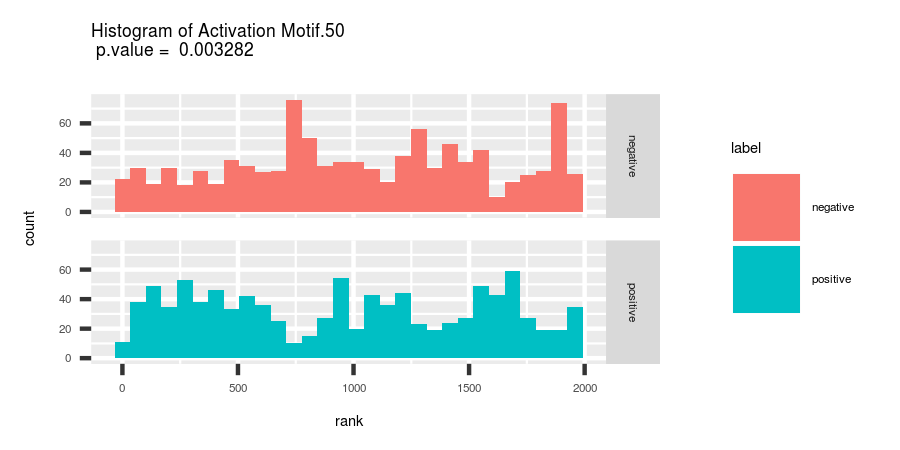 Histogram of Activation Motif.50
p.value = 0.003282
count
60
40
20
0
negative
60
40
20
0
positive
0
500
1000
1500
2000
rank
label
negative
positive